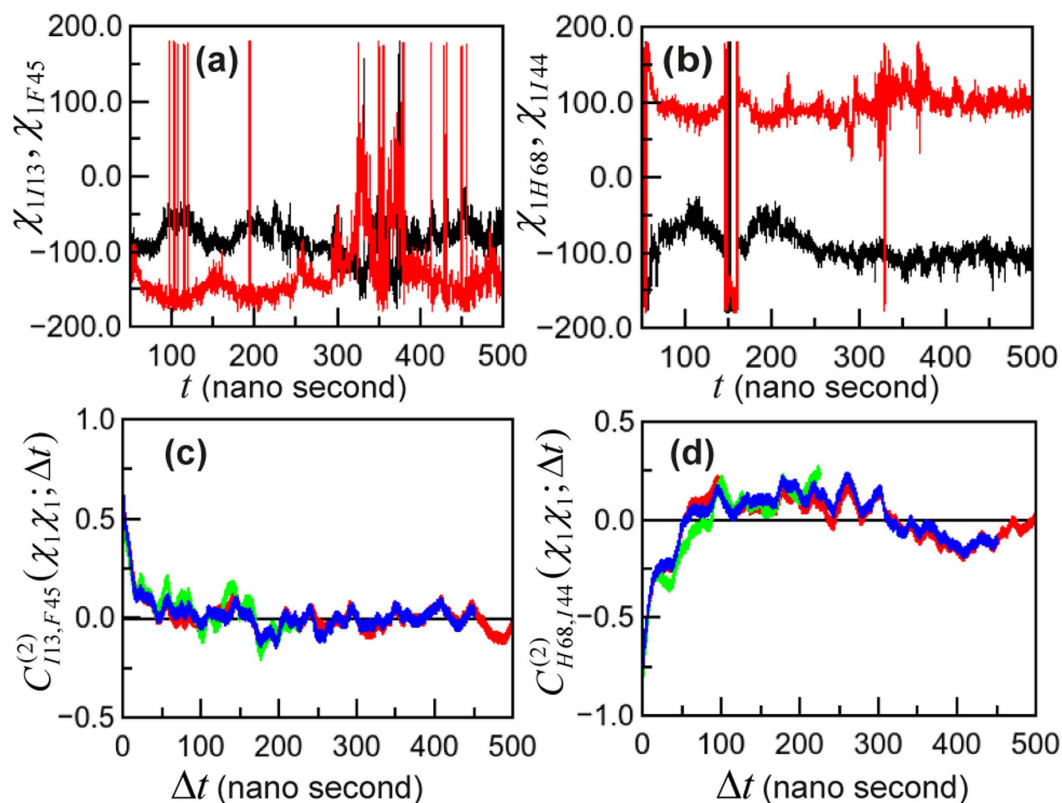 (a)
χ1I13, χ1F45
200.0
100.0
0.0
−100.0
−200.0
100 200 300 400 500
t (nano second)
(b)
χ1H68, χ1I44
200.0
100.0
0.0
−100.0
−200.0
100 200 300 400 500
t (nano second)
(c)
C(2)I13,F45(χ1χ1;Δt)
1.0
0.5
0.0
−0.5
0 100 200 300 400 500
Δt (nano second)
(d)
C(2)H68,I44(χ1χ1;Δt)
0.5
0.0
−0.5
−1.0
0 100 200 300 400 500
Δt (nano second)